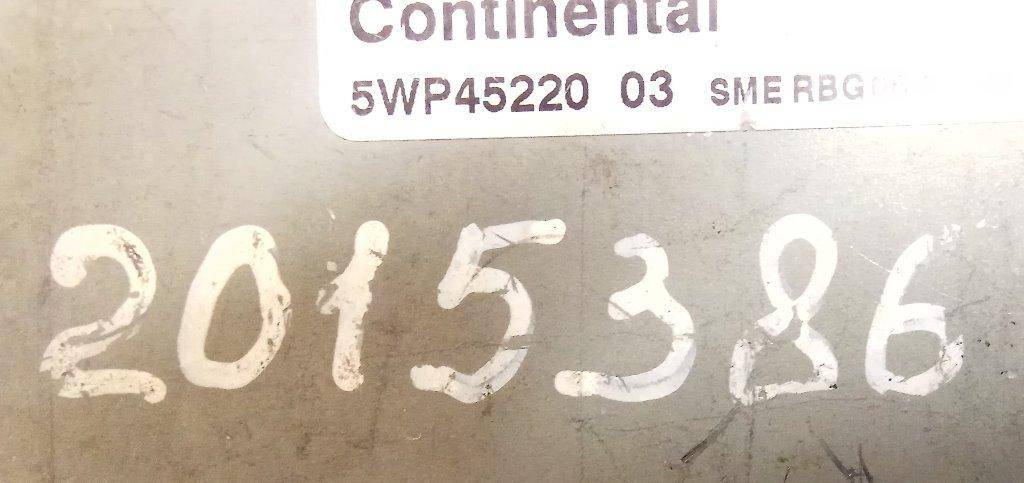 Continental
5WP45220 03 SME RBG
2015386